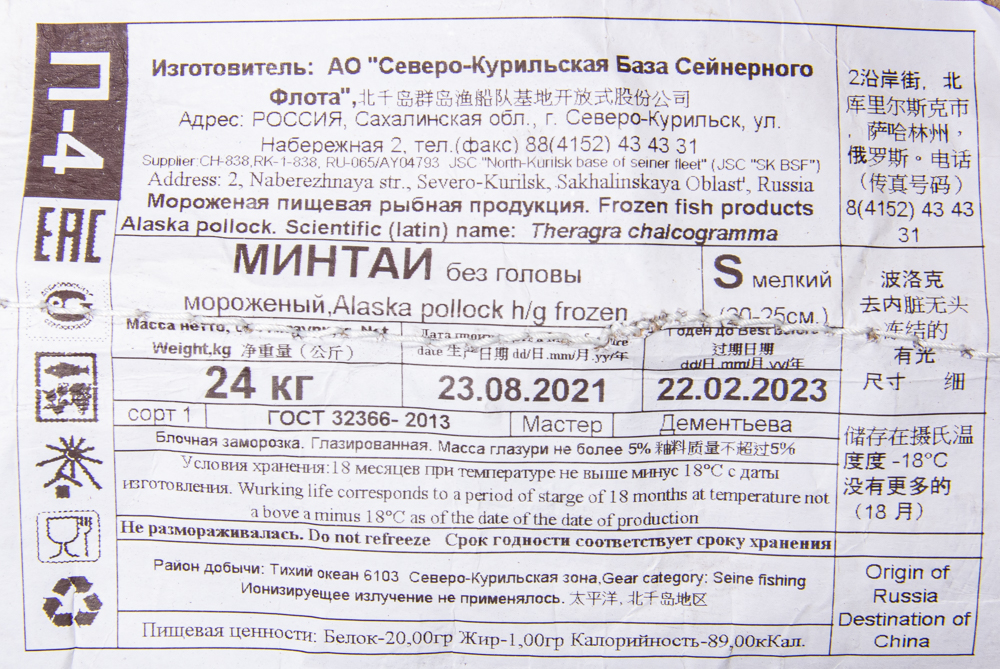 П-4
EAC
Изготовитель: АО "Северо-Курильская База Сейнерного
Флота",北千岛群岛渔船队基地开放式股份公司
Адрес: РОССИЯ, Сахалинская обл., г. Северо-Курильск, ул.
Набережная 2, тел.(факс) 88(4152) 43 43 31
Supplier:CH-838,RK-1-838, RU-065/AY04793 JSC "North-Kurilsk base of seiner fleet" (JSC "SK BSF")
Address: 2, Naberezhnaya str., Severo-Kurilsk, Sakhalinskaya Oblast', Russia
Мороженая пищевая рыбная продукция. Frozen fish products
Alaska pollock. Scientific (latin) name: Theragra chalcogramma
2沿岸街, 北
库里尔斯克市
, 萨哈林州,
俄罗斯。电话
(传真号码)
8(4152) 43 43
31
МИНТАЙ без головы
мороженый,Alaska pollock h/g frozen
S мелкий
(30-25см.)
波洛克
去内脏无头
冻结的
有光
尺寸 细
Масса нетто,
Weight,kg 净重量（公斤）
24 кг
Дата
date 生产日期 dd/日.mm/月.yy/年
23.08.2021
Годен до Best Before
过期日期
dd/日.mm/月.yy/年
22.02.2023
сорт 1 ГОСТ 32366- 2013 Мастер Дементьева
Блочная заморозка. Глазированная. Масса глазури не более 5% 釉料质量不超过5%
Условия хранения:18 месяцев при температуре не выше минус 18°C с даты
изготовления. Wurking life corresponds to a period of starge of 18 months at temperature not
a bove a minus 18°C as of the date of the date of production
Не размораживалась. Do not refreeze Срок годности соответствует сроку хранения
储存在摄氏温
度度 -18°C
没有更多的
(18 月)
Район добычи: Тихий океан 6103 Северо-Курильская зона,Gear category: Seine fishing
Ионизируещее излучение не применялось. 太平洋, 北千岛地区
Origin of
Russia
Destination of
China
Пищевая ценности: Белок-20,00гр Жир-1,00гр Калорийность-89,00кКал.